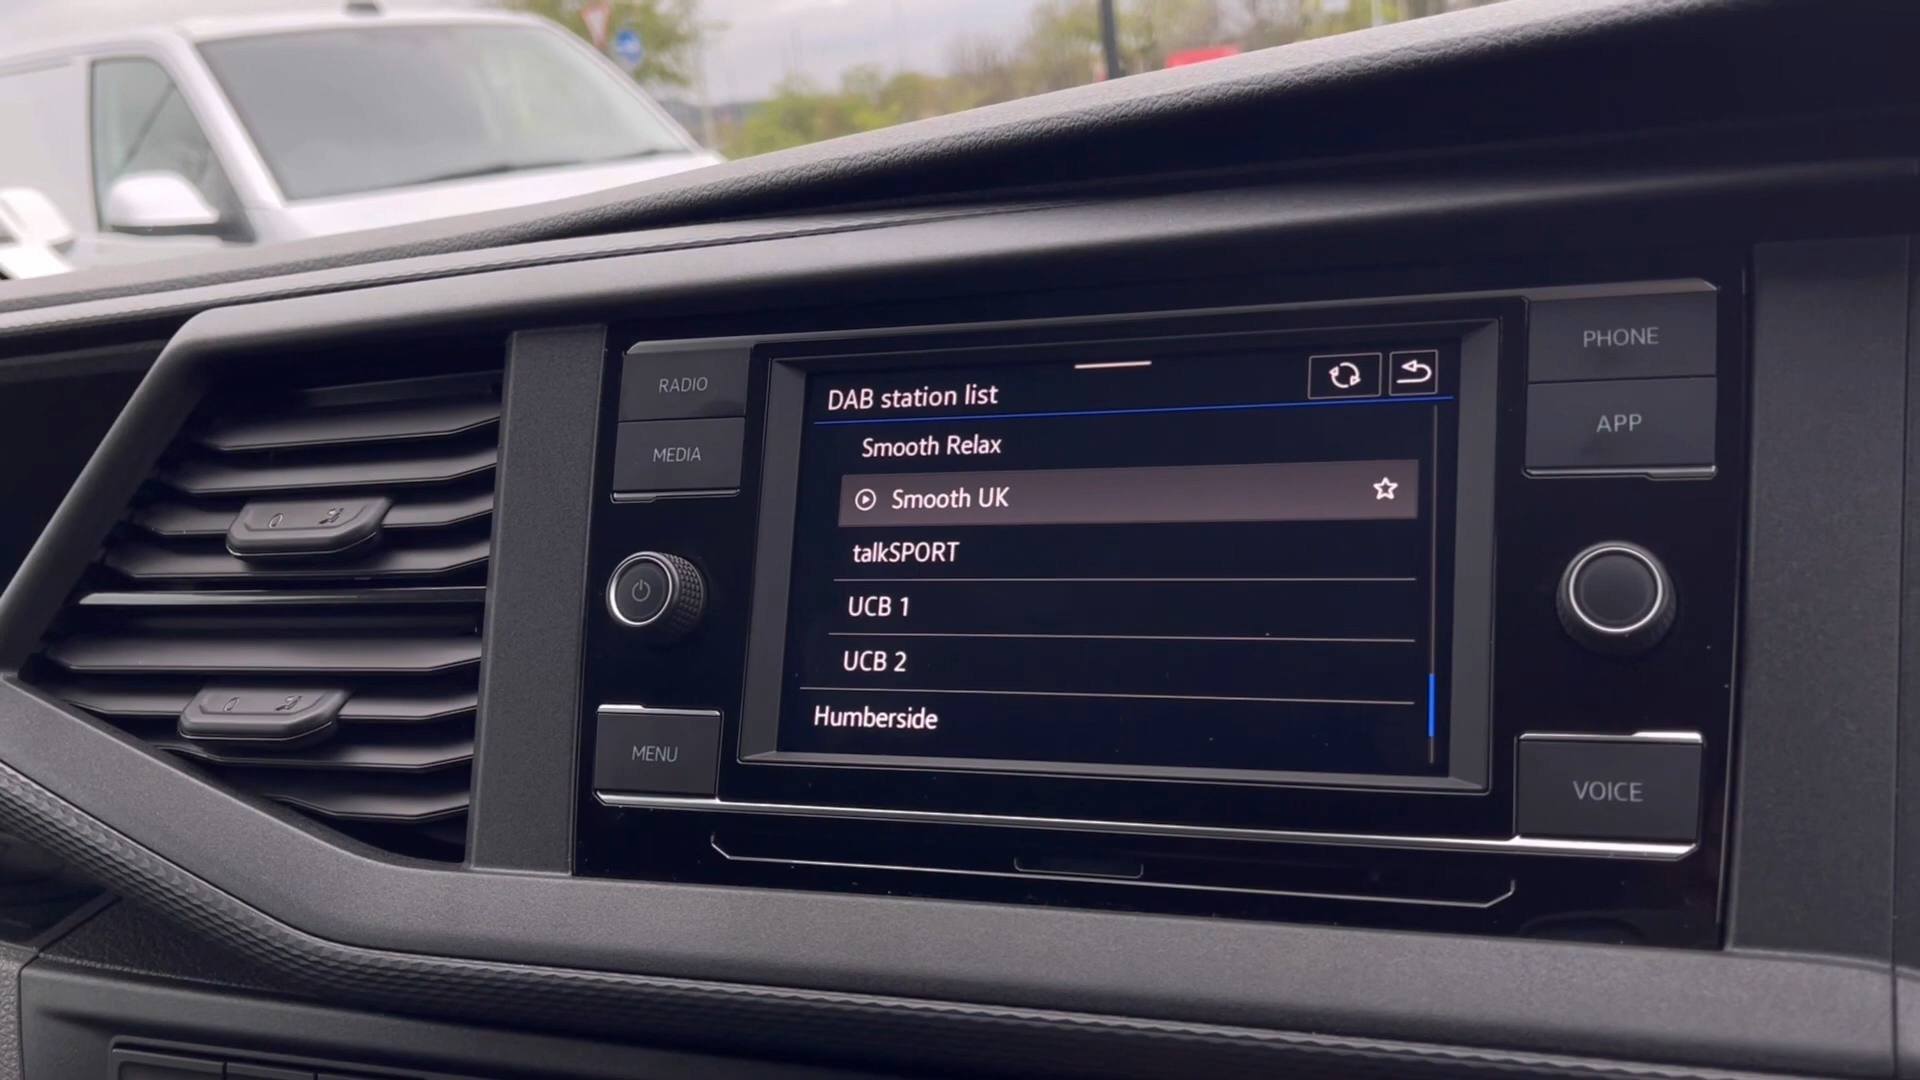 PHONE
RADIO
DAB station list
APP
Smooth Relax
MEDIA
Smooth UK
talkSPORT
UCB 1
UCB 2
Humberside
MENU
VOICE